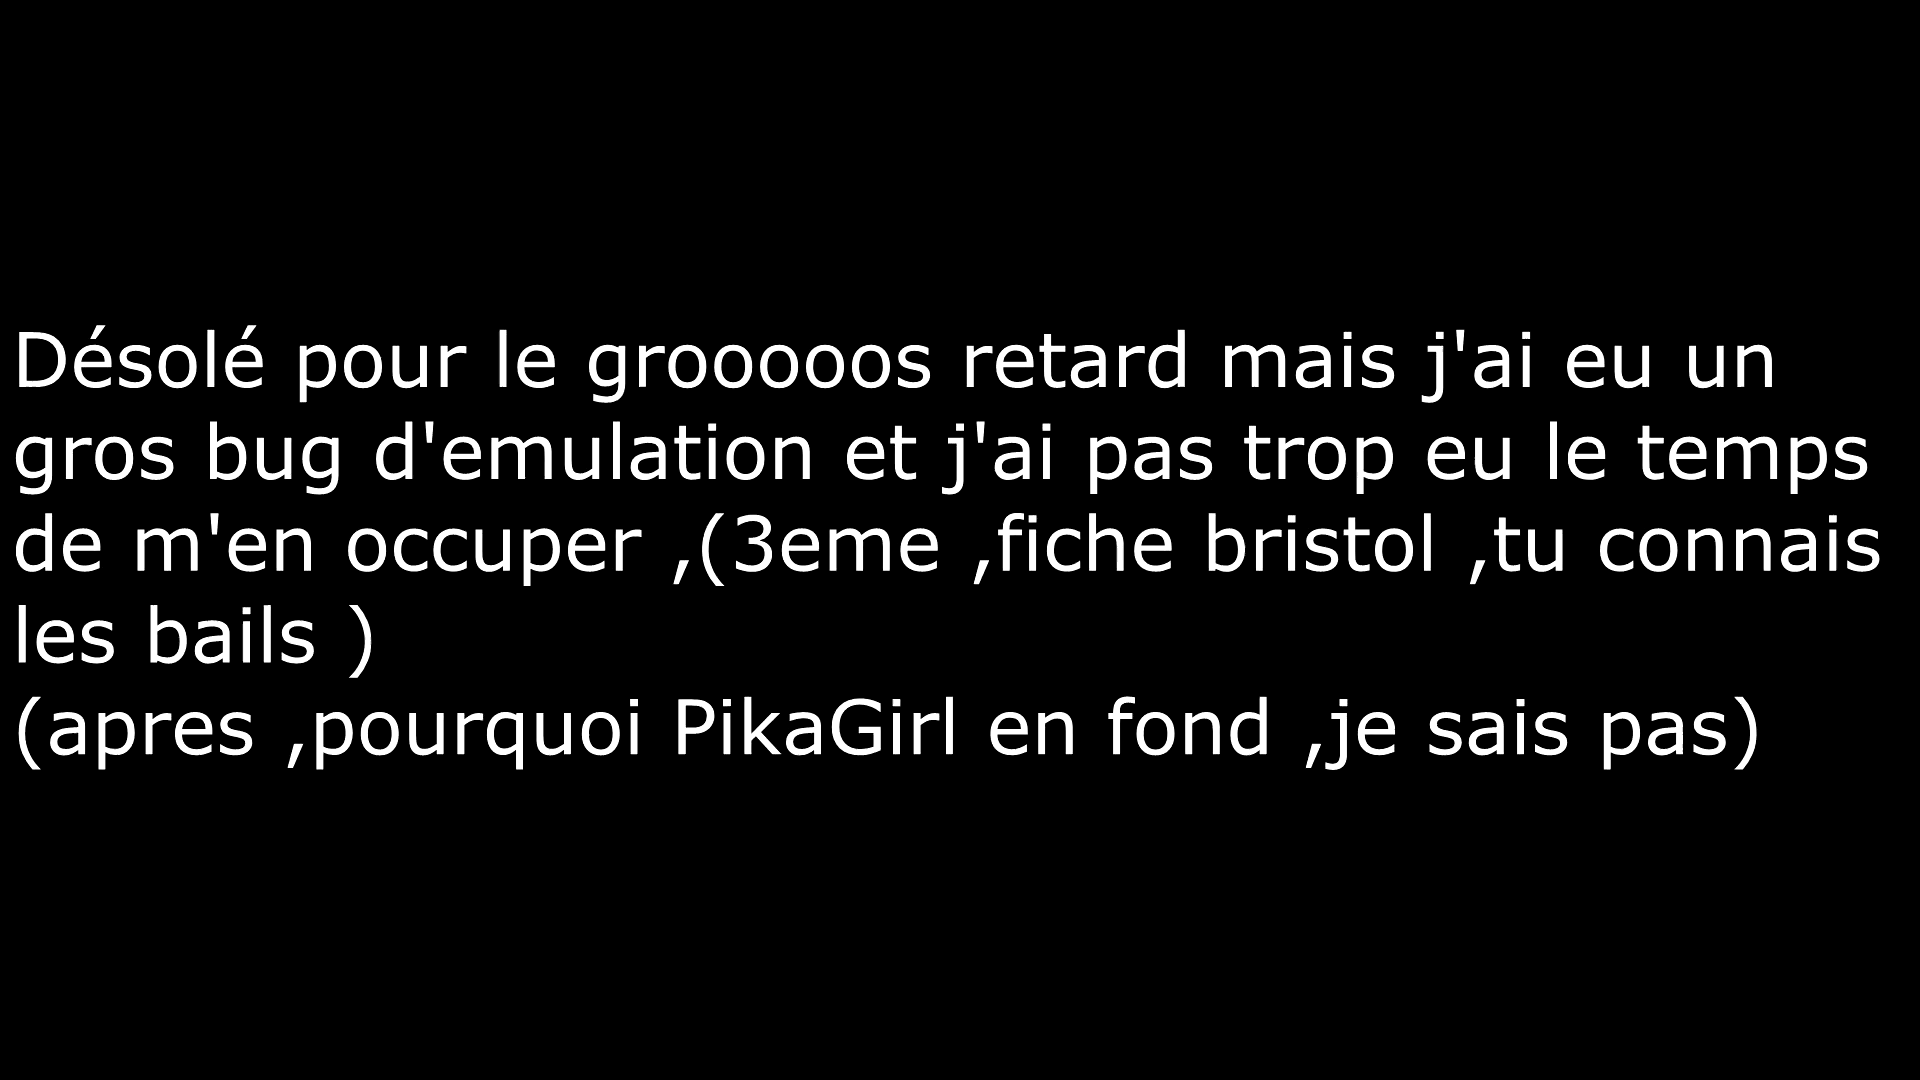 Désolé pour le grooooos retard mais j'ai eu un
gros bug d'emulation et j'ai pas trop eu le temps
de m'en occuper ,(3eme ,fiche bristol ,tu connais
les bails )
(apres ,pourquoi PikaGirl en fond ,je sais pas)